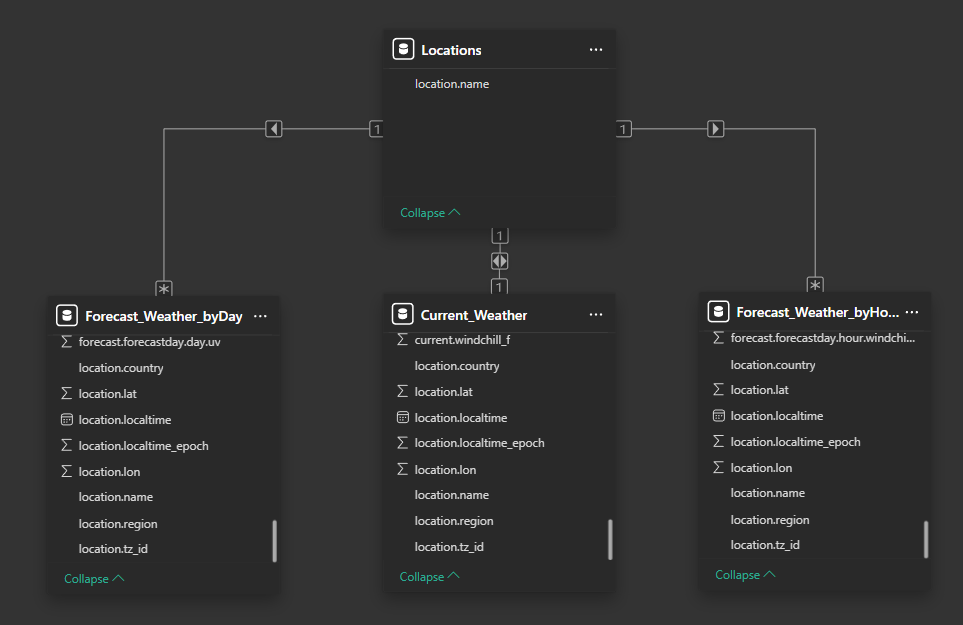 Locations
location.name
Collapse
1
1
1
1
*
*
Forecast_Weather_byDay
forecast.forecastday.day.uv
location.country
location.lat
location.localtime
location.localtime_epoch
location.lon
location.name
location.region
location.tz_id
Collapse
Current_Weather
current.windchill_f
location.country
location.lat
location.localtime
location.localtime_epoch
location.lon
location.name
location.region
location.tz_id
Collapse
Forecast_Weather_byHo...
forecast.forecastday.hour.windchi...
location.country
location.lat
location.localtime
location.localtime_epoch
location.lon
location.name
location.region
location.tz_id
Collapse